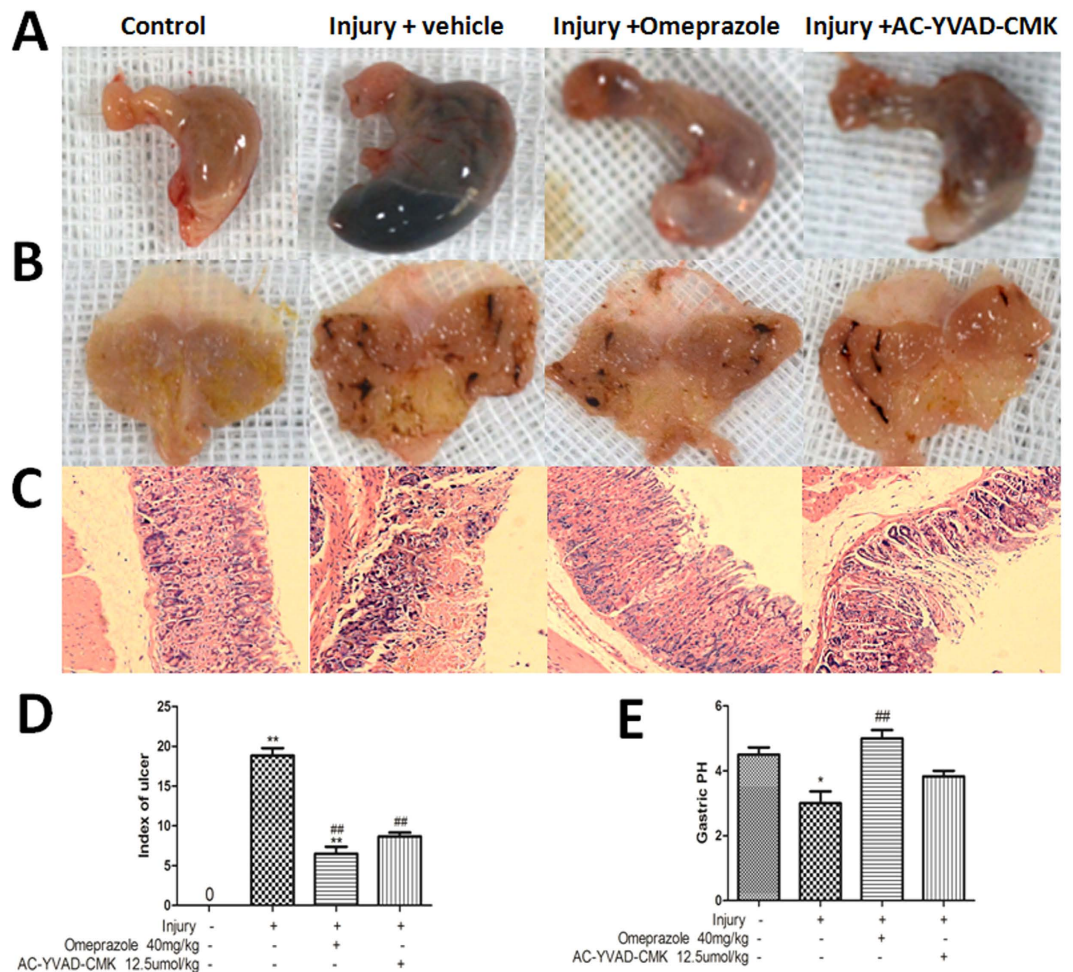 A
Control
Injury + vehicle
Injury +Omeprazole
Injury +AC-YVAD-CMK
B
C
D
25
20
15
10
5
0
Index of ulcer
0
**
##
**
##
Injury - + + +
Omeprazole 40mg/kg - - + -
AC-YVAD-CMK 12.5umol/kg - - - +
E
6
4
2
0
Gastric PH
*
##
Injury - + + +
Omeprazole 40mg/kg - - + -
AC-YVAD-CMK 12.5umol/kg - - - +